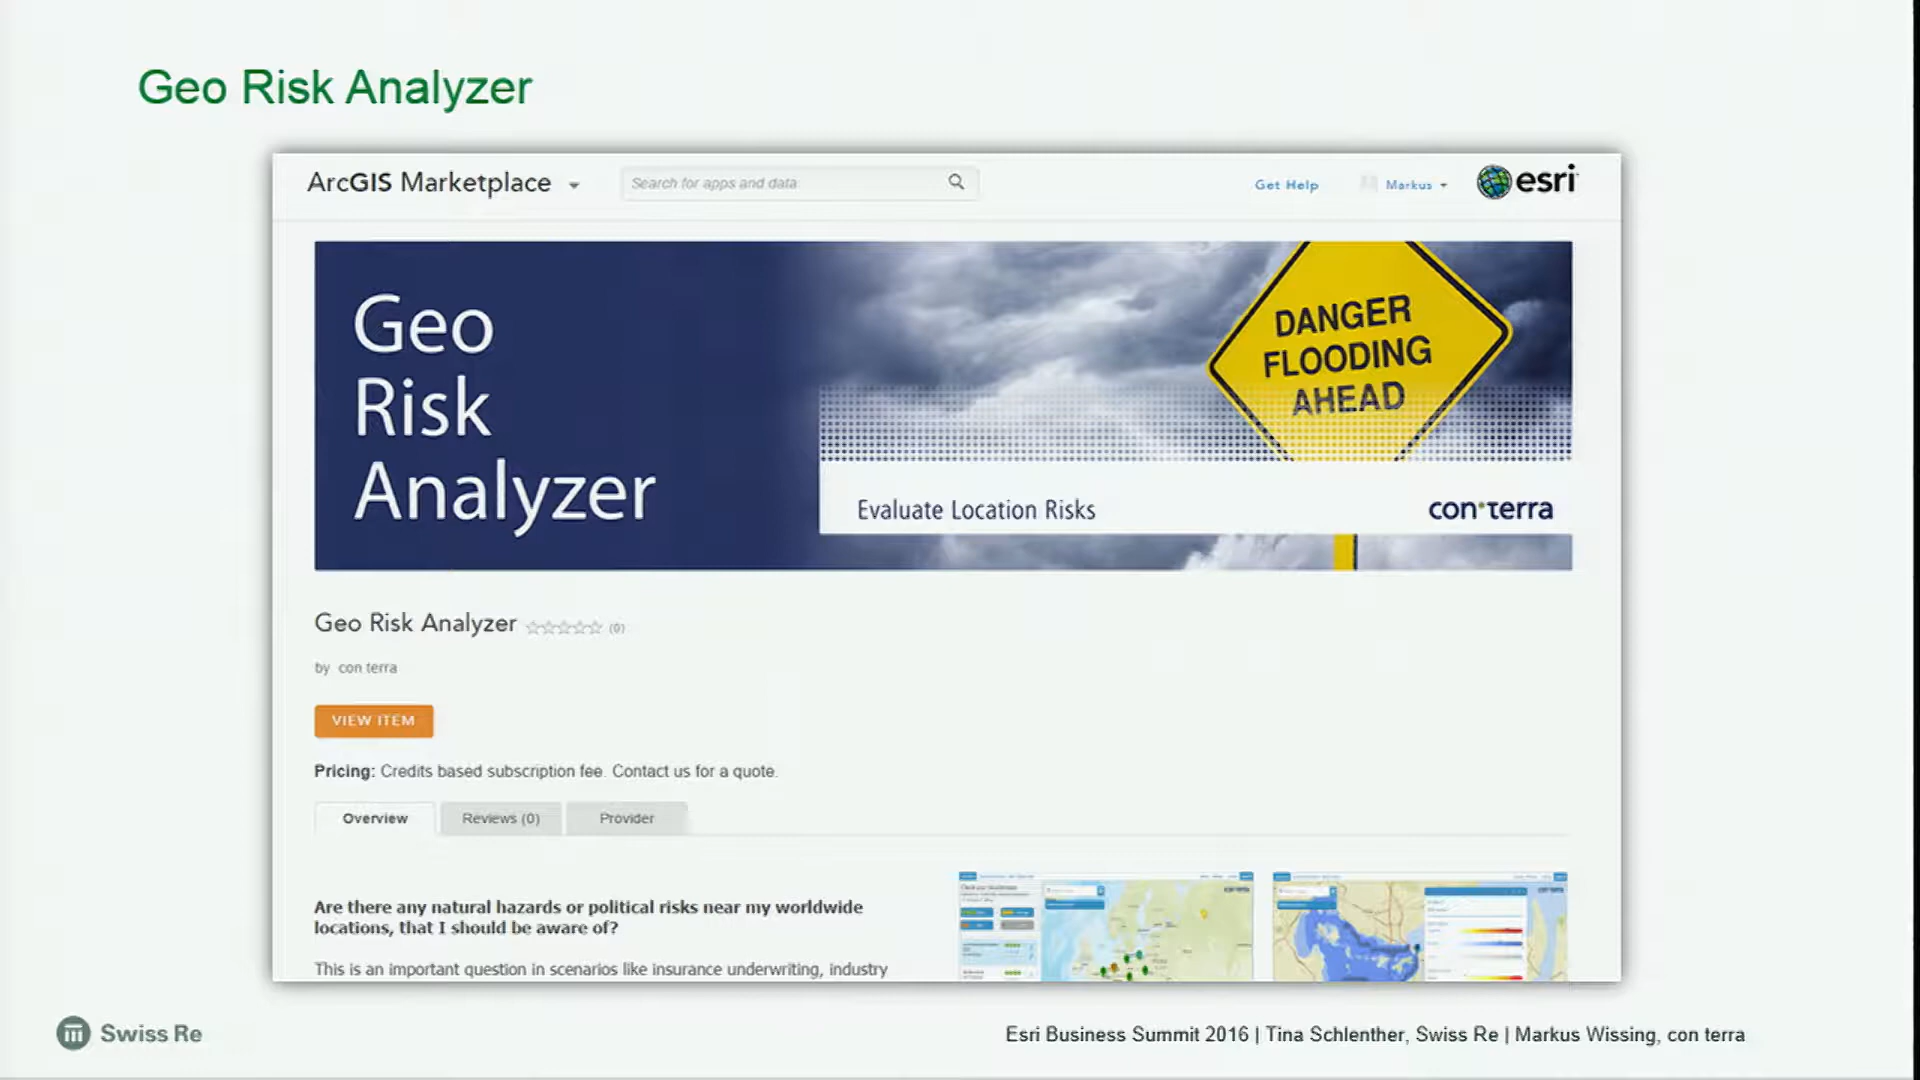 Geo Risk Analyzer
ArcGIS Marketplace
Search for apps and data
Get Help
Markus
esri
Geo
Risk
Analyzer
DANGER
FLOODING
AHEAD
Evaluate Location Risks
con terra
Geo Risk Analyzer (0)
by con terra
VIEW ITEM
Pricing: Credits based subscription fee. Contact us for a quote.
Overview
Reviews (0)
Provider
Are there any natural hazards or political risks near my worldwide
locations, that I should be aware of?
This is an important question in scenarios like insurance underwriting, industry
Swiss Re
Esri Business Summit 2016 | Tina Schlenther, Swiss Re | Markus Wissing, con terra